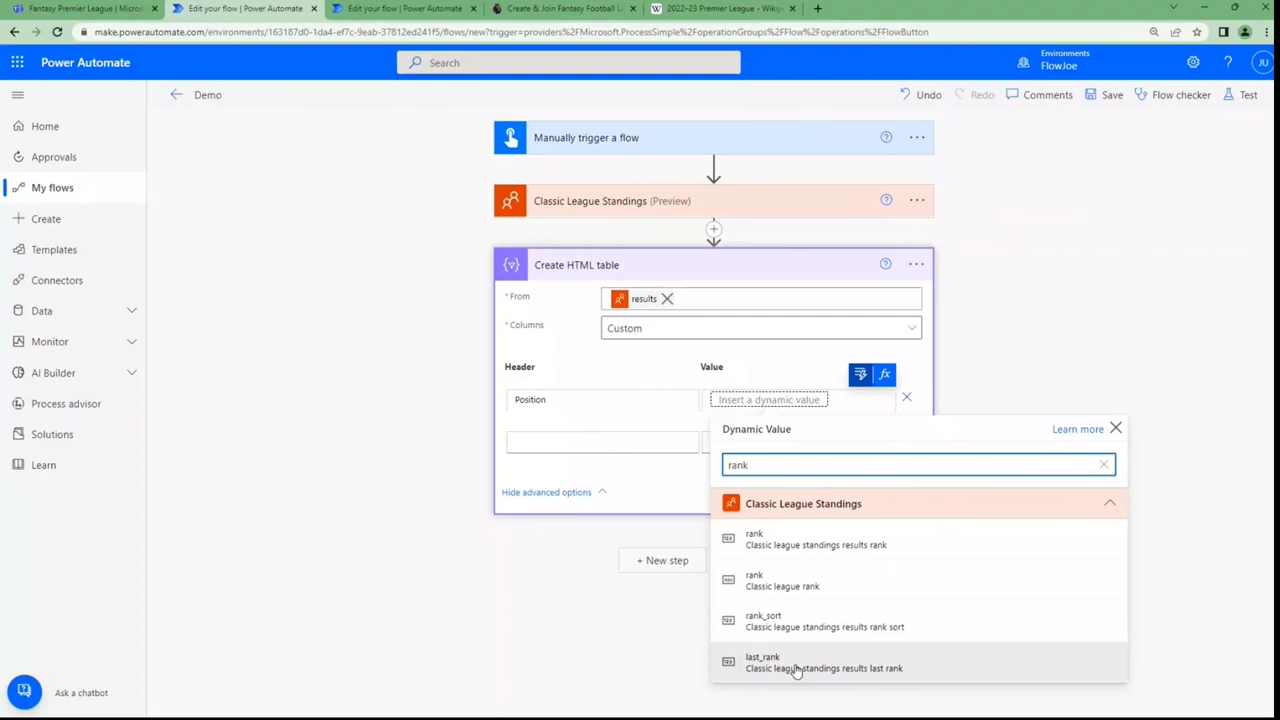 Fantasy Premier League | Micros
Edit your flow | Power Automate
Edit your flow | Power Automate
Create & Join Fantasy Football Li
2022–23 Premier League - Wikip
make.powerautomate.com/environments/163187d0-1da4-ef7c-9eab-37812ed241f5/flows/new?trigger=providers%2FMicrosoft.ProcessSimple%2FoperationGroups%2FFlow%2Foperations%2FFlowButton
Power Automate
Search
Environments
FlowJoe
JU
Demo
Undo
Redo
Comments
Save
Flow checker
Test
Home
Approvals
My flows
Create
Templates
Connectors
Data
Monitor
AI Builder
Process advisor
Solutions
Learn
Ask a chatbot
Manually trigger a flow
Classic League Standings (Preview)
Create HTML table
* From
results
* Columns
Custom
Header
Value
fx
Position
Insert a dynamic value
Hide advanced options
+ New step
Dynamic Value
Learn more
rank
Classic League Standings
rank
Classic league standings results rank
rank
Classic league rank
rank_sort
Classic league standings results rank sort
last_rank
Classic league standings results last rank